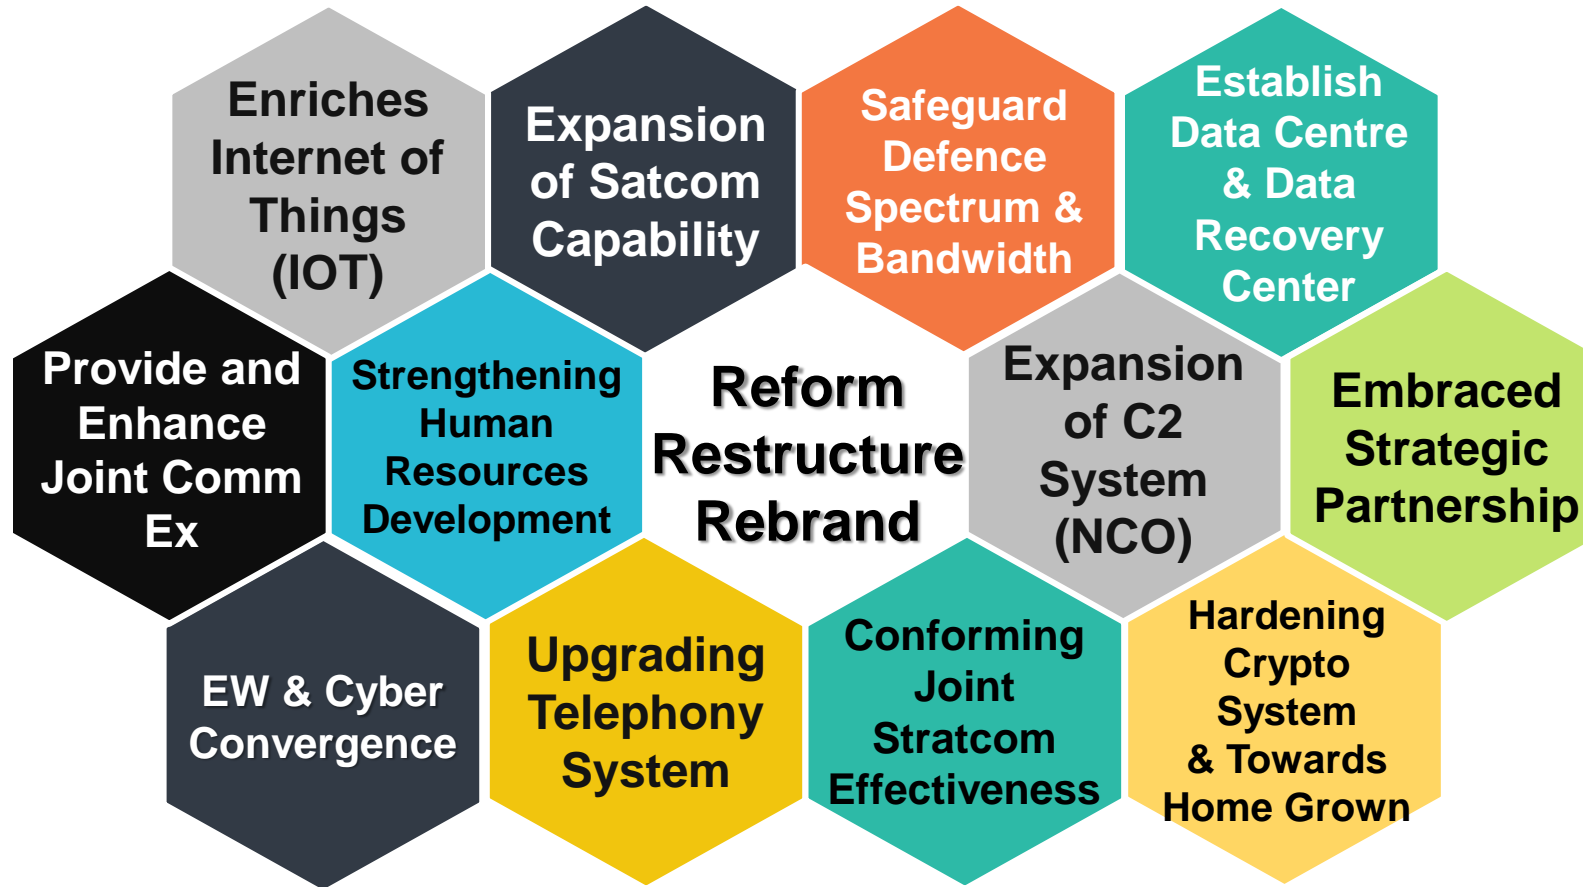 Enriches
Internet of
Things
(IOT)
Expansion
of Satcom
Capability
Safeguard
Defence
Spectrum &
Bandwidth
Establish
Data Centre
& Data
Recovery
Center
Provide and
Enhance
Joint Comm
Ex
Strengthening
Human
Resources
Development
Reform
Restructure
Rebrand
Expansion
of C2
System
(NCO)
Embraced
Strategic
Partnership
EW & Cyber
Convergence
Upgrading
Telephony
System
Conforming
Joint
Stratcom
Effectiveness
Hardening
Crypto
System
& Towards
Home Grown